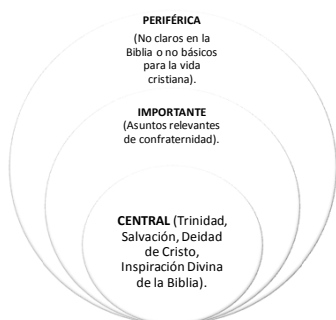 PERIFÉRICA
(No claros en la
Biblia o no básicos
para la vida
cristiana).
IMPORTANTE
(Asuntos relevantes
de confraternidad).
CENTRAL (Trinidad,
Salvación, Deidad
de Cristo,
Inspiración Divina
de la Biblia).